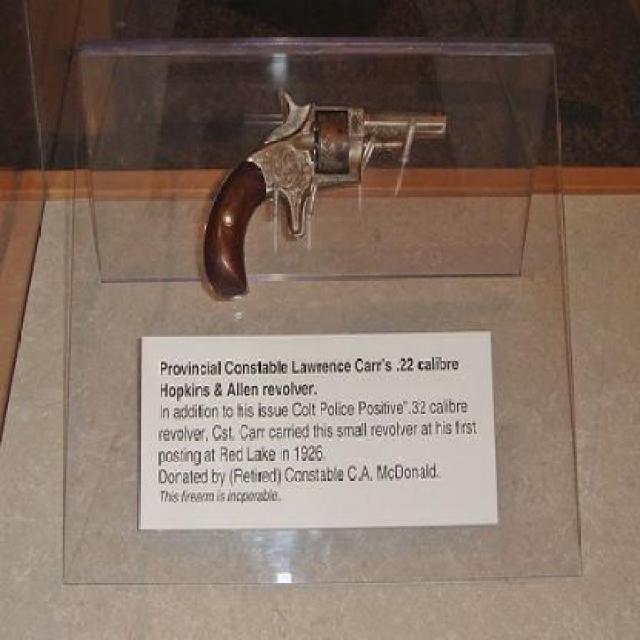 Provincial Constable Lawrence Carr's .22 calibre
Hopkins & Allen revolver.
In addition to his issue Colt Police Positive".32 calibre
revolver, Cst. Carr carried this small revolver at his first
posting at Red Lake in 1926.
Donated by (Retired) Constable C.A. McDonald.
This firearm is inoperable.